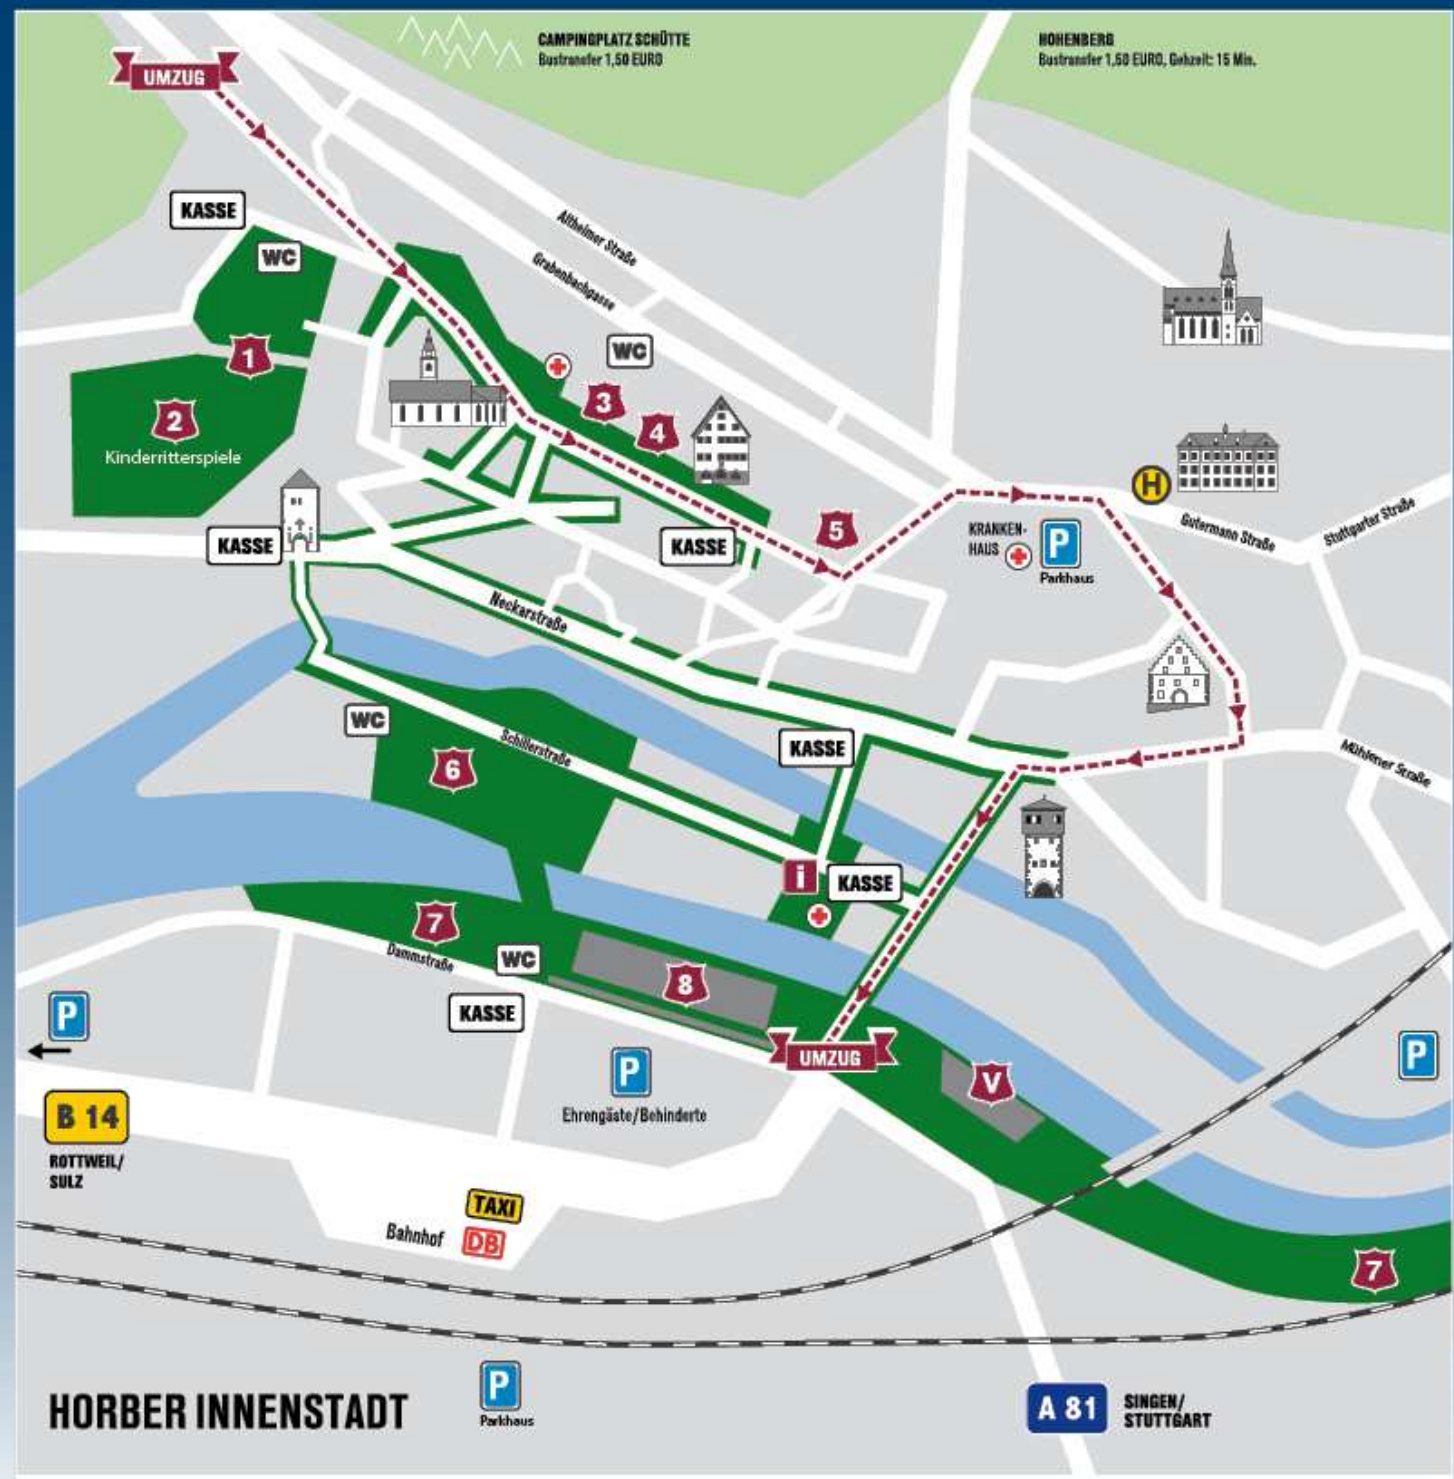 CAMPINGPLATZ SCHÜTTE
Bustransfer 1,50 EURO
HOHENBERG
Bustransfer 1,50 EURO, Gehzeit: 15 Min.
UMZUG
KASSE
WC
Altheimer Straße
Grabenbachgasse
WC
1
2
Kinderritterspiele
3
4
5
KASSE
KASSE
KRANKEN-
HAUS
P
Parkhaus
H
Gutermann Straße
Stuttgarter Straße
Neckarstraße
WC
Schillerstraße
6
KASSE
Mühlener Straße
i
KASSE
7
Dammstraße
WC
8
KASSE
P
UMZUG
P
Ehrengäste/Behinderte
V
P
B 14
ROTTWEIL/
SULZ
TAXI
Bahnhof
DB
7
HORBER INNENSTADT
P
Parkhaus
A 81
SINGEN/
STUTTGART